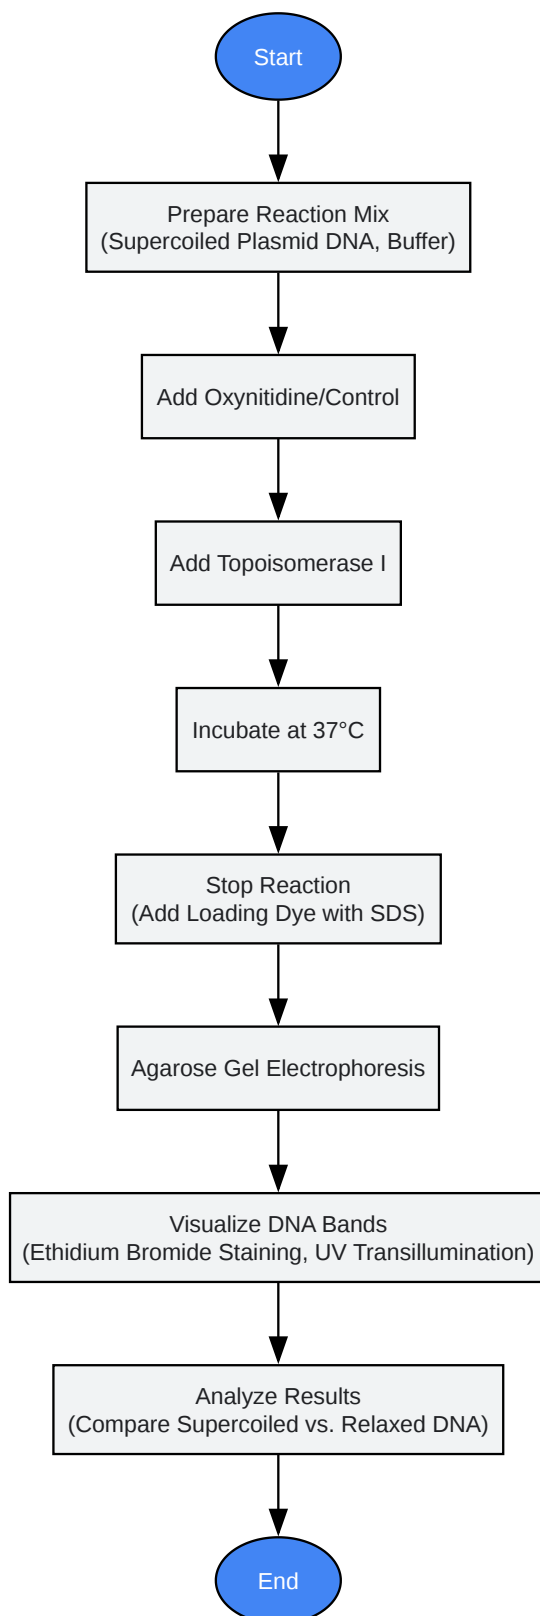 Start
Prepare Reaction Mix
(Supercoiled Plasmid DNA, Buffer)
Add Oxynitidine/Control
Add Topoisomerase I
Incubate at 37°C
Stop Reaction
(Add Loading Dye with SDS)
Agarose Gel Electrophoresis
Visualize DNA Bands
(Ethidium Bromide Staining, UV Transillumination)
Analyze Results
(Compare Supercoiled vs. Relaxed DNA)
End